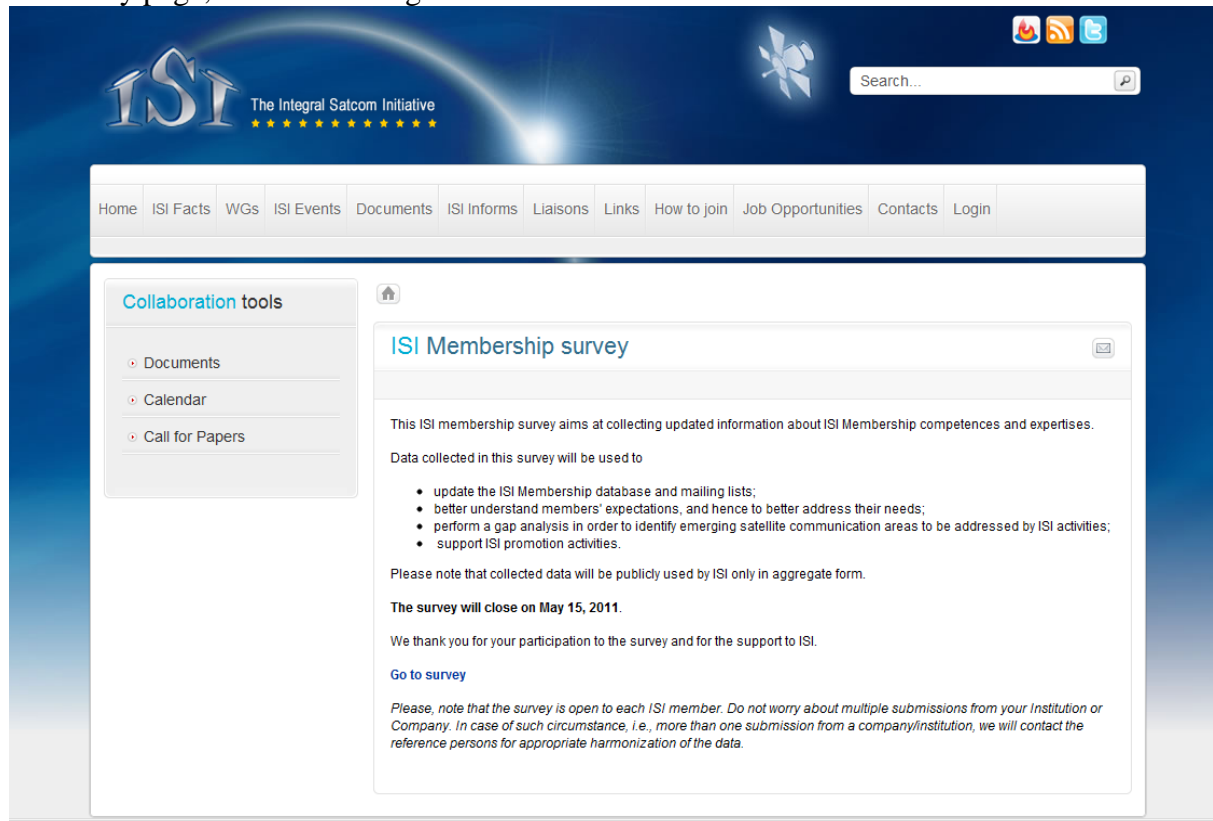 iSi
The Integral Satcom Initiative
Search...
Home ISI Facts WGs ISI Events Documents ISI Informs Liaisons Links How to join Job Opportunities Contacts Login
Collaboration tools
Documents
Calendar
Call for Papers
ISI Membership survey
This ISI membership survey aims at collecting updated information about ISI Membership competences and expertises.
Data collected in this survey will be used to
update the ISI Membership database and mailing lists;
better understand members' expectations, and hence to better address their needs;
perform a gap analysis in order to identify emerging satellite communication areas to be addressed by ISI activities;
support ISI promotion activities.
Please note that collected data will be publicly used by ISI only in aggregate form.
The survey will close on May 15, 2011.
We thank you for your participation to the survey and for the support to ISI.
Go to survey
Please, note that the survey is open to each ISI member. Do not worry about multiple submissions from your Institution or
Company. In case of such circumstance, i.e., more than one submission from a company/institution, we will contact the
reference persons for appropriate harmonization of the data.